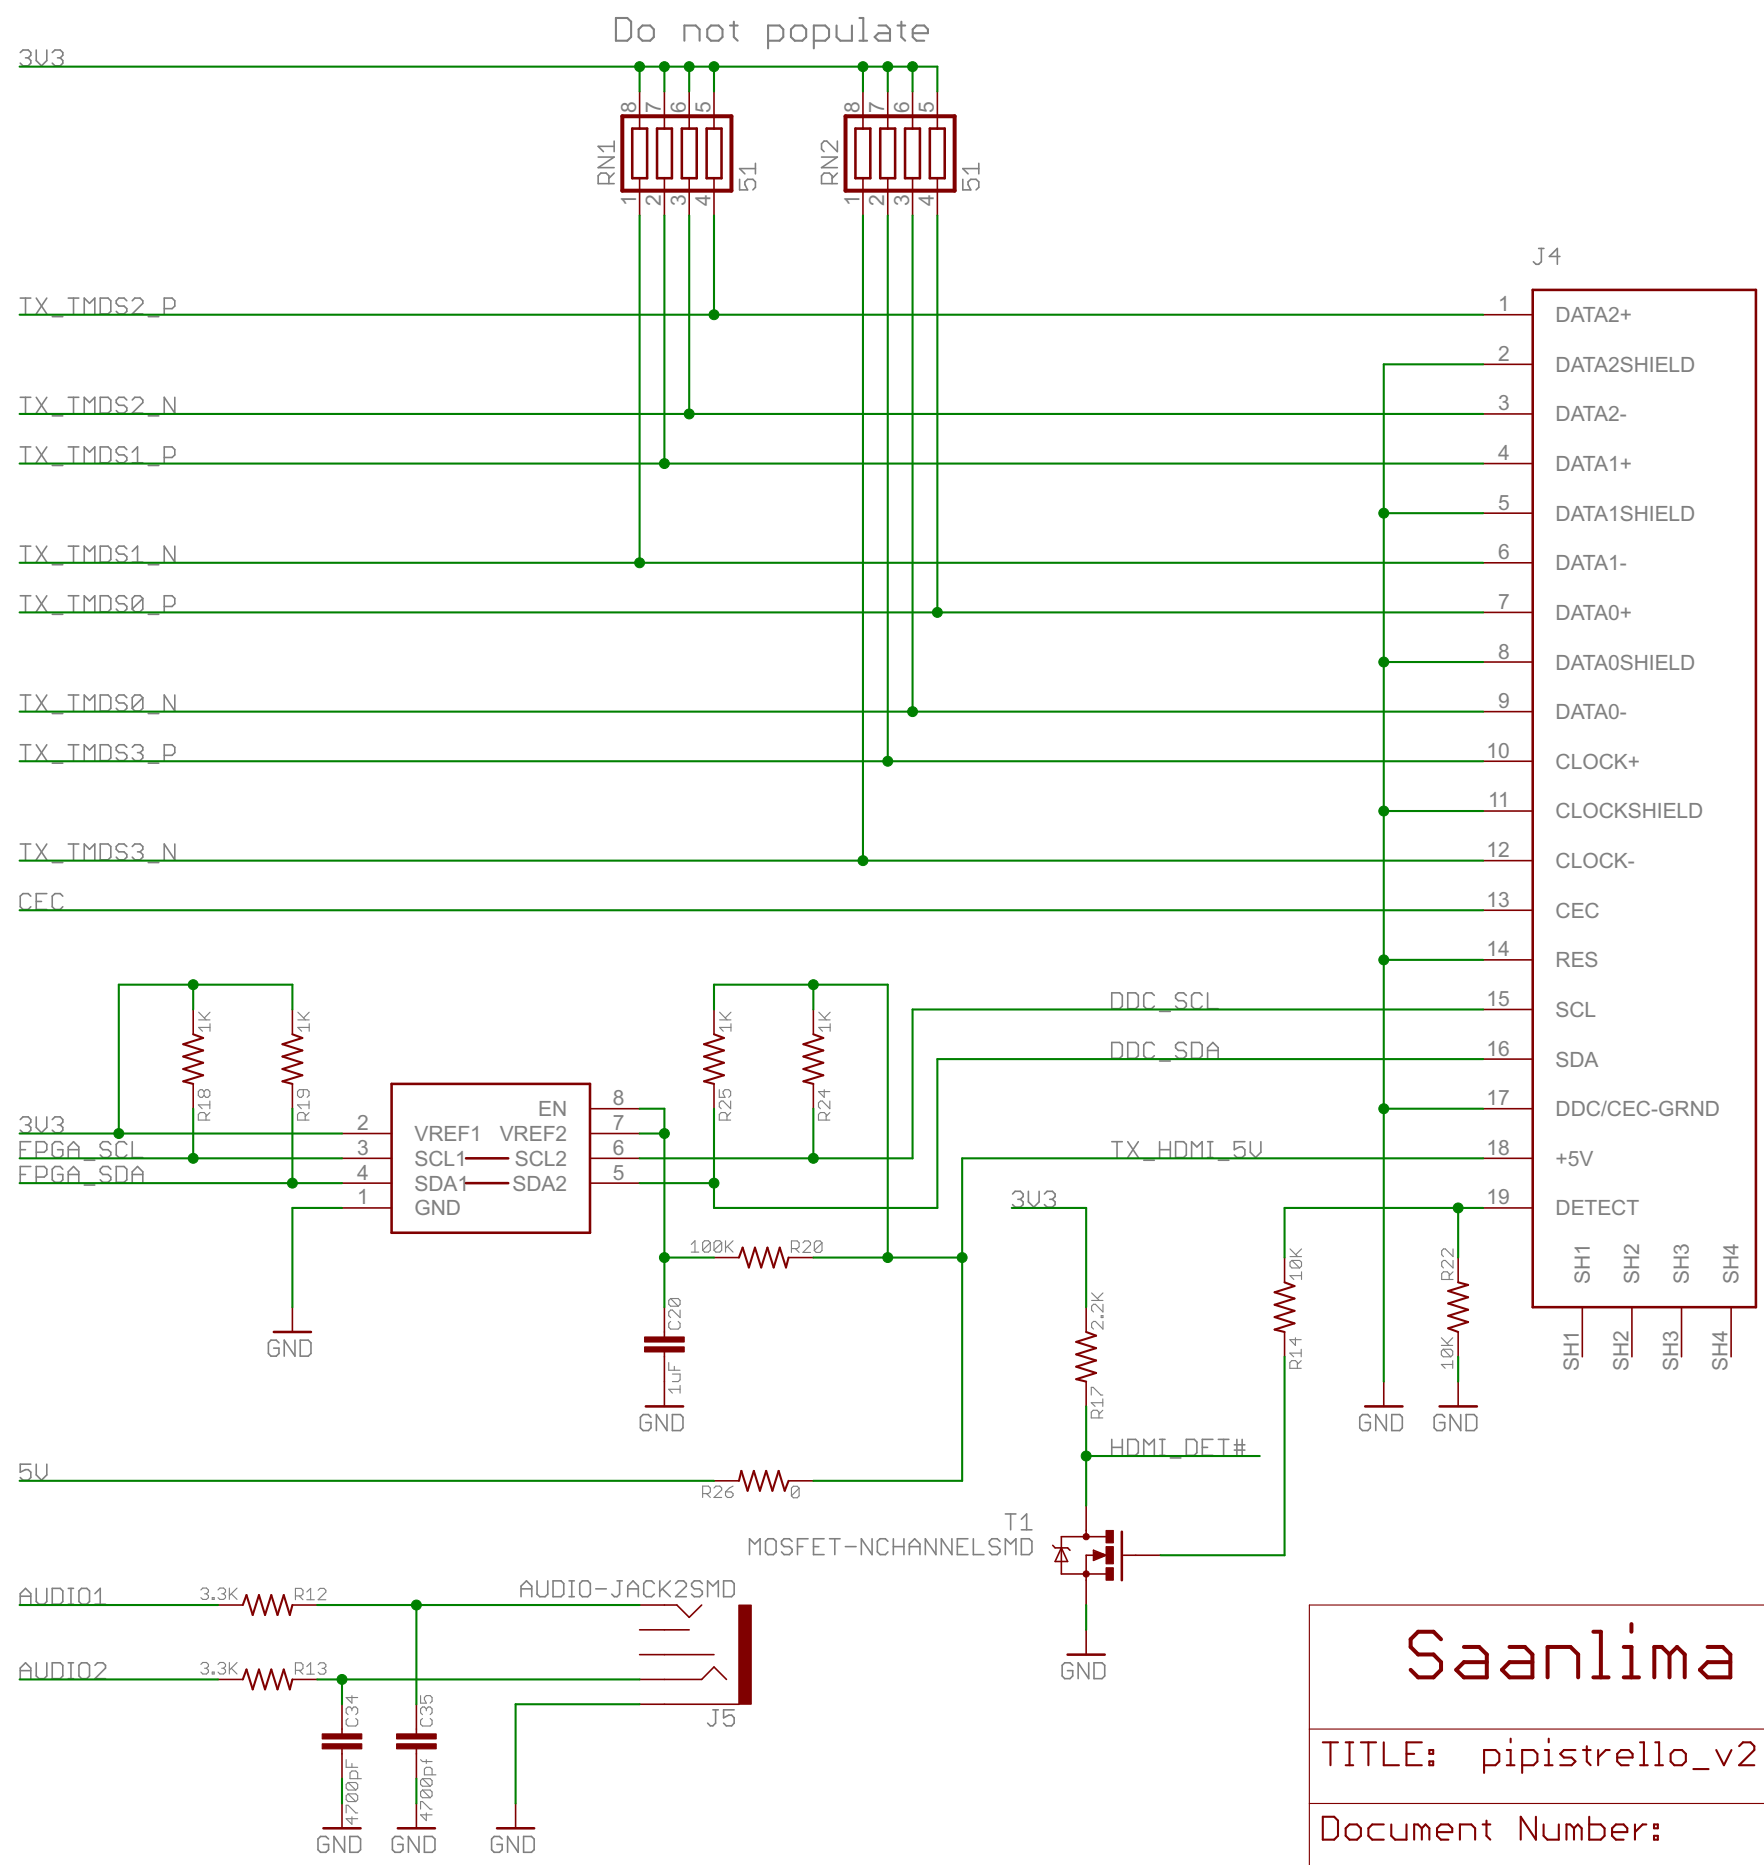 Do not populate
3V3
8 7 6 5
8 7 6 5
RN1
51
RN2
51
1 2 3 4
1 2 3 4
J4
TX_TMDS2_P
1 DATA2+
2 DATA2SHIELD
TX_TMDS2_N
3 DATA2-
TX_TMDS1_P
4 DATA1+
5 DATA1SHIELD
TX_TMDS1_N
6 DATA1-
TX_TMDS0_P
7 DATA0+
8 DATA0SHIELD
TX_TMDS0_N
9 DATA0-
TX_TMDS3_P
10 CLOCK+
11 CLOCKSHIELD
TX_TMDS3_N
12 CLOCK-
CEC
13 CEC
14 RES
DDC_SCL
15 SCL
DDC_SDA
16 SDA
17 DDC/CEC-GRND
TX_HDMI_5V
18 +5V
19 DETECT
SH1 SH2 SH3 SH4
SH1 SH2 SH3 SH4
1K
R18
1K
R19
1K
R25
1K
R24
3V3
FPGA_SCL
FPGA_SDA
2 VREF1
3 SCL1
4 SDA1
1 GND
EN 8
VREF2 7
SCL2 6
SDA2 5
GND
100K R20
C20
1uF
GND
3V3
2.2K
R17
10K
R14
R22
10K
GND
GND
HDMI_DET#
5V
R26 0
T1
MOSFET-NCHANNELSMD
GND
AUDIO1
3.3K R12
AUDIO-JACK2SMD
AUDIO2
3.3K R13
J5
C34
4700pF
C35
4700pf
GND
GND
GND
Saanlima
TITLE: pipistrello_v2
Document Number: